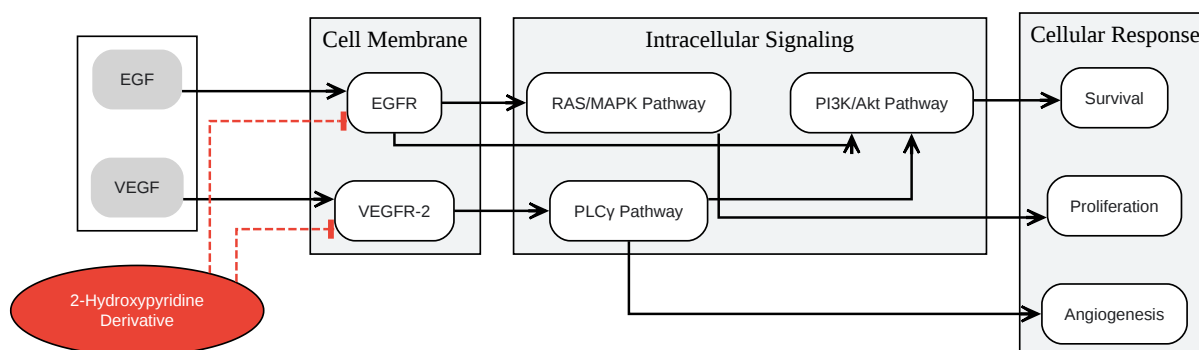 Cell Membrane
Intracellular Signaling
Cellular Response
EGF
EGFR
RAS/MAPK Pathway
PI3K/Akt Pathway
Survival
VEGF
VEGFR-2
PLCγ Pathway
Proliferation
2-Hydroxypyridine
Derivative
Angiogenesis